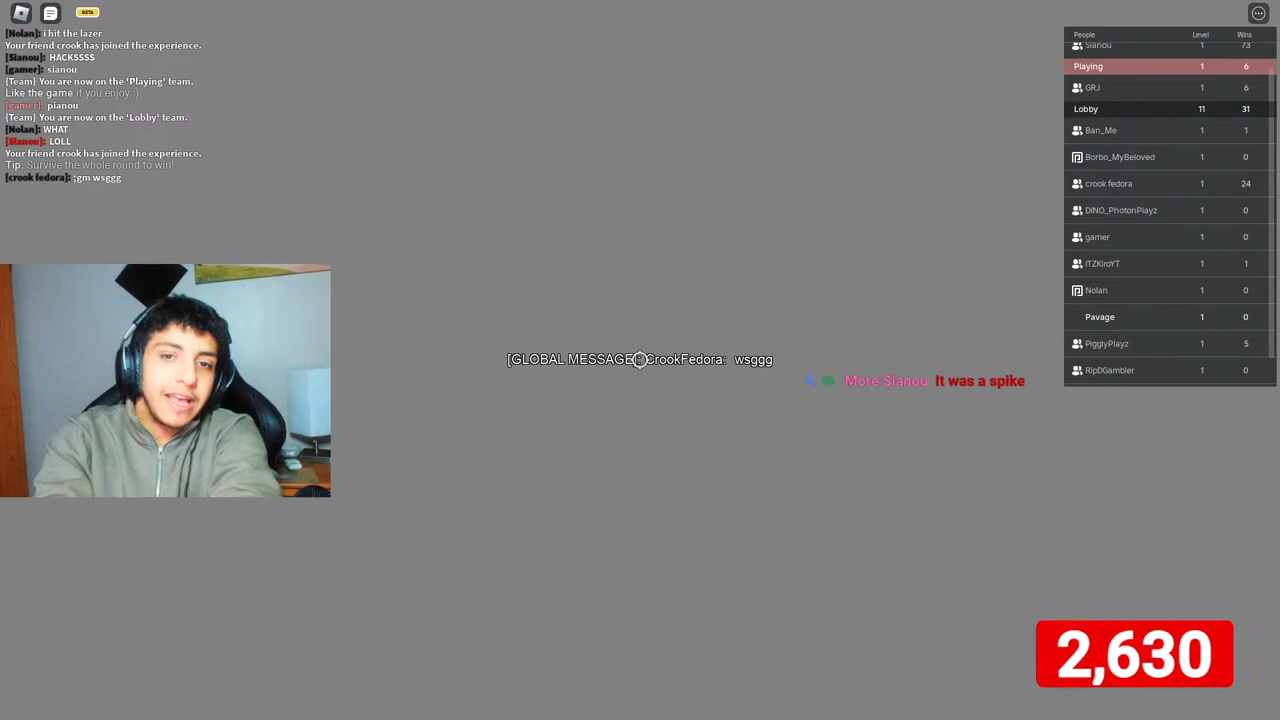 BETA
[Nolan]: i hit the lazer
Your friend crook has joined the experience.
[Sianou]: HACKSSSS
[gamer]: sianou
{Team} You are now on the 'Playing' team.
Like the game if you enjoy :)
[gamer]: pianou
{Team} You are now on the 'Lobby' team.
[Nolan]: WHAT
[Sianou]: LOLL
Your friend crook has joined the experience.
Tip: Survive the whole round to win!
[crook fedora]: ;gm wsggg
People Level Wins
Sianou 1 73
Playing 1 6
GRJ 1 6
Lobby 11 31
Ban_Me 1 1
Borbo_MyBeloved 1 0
crook fedora 1 24
DINO_PhotonPlayz 1 0
gamer 1 0
ITZKiroYT 1 1
Nolan 1 0
Pavage 1 0
PigglyPlayz 1 5
RipDGambler 1 0
[GLOBAL MESSAGE] CrookFedora: wsggg
More Sianou It was a spike
2,630